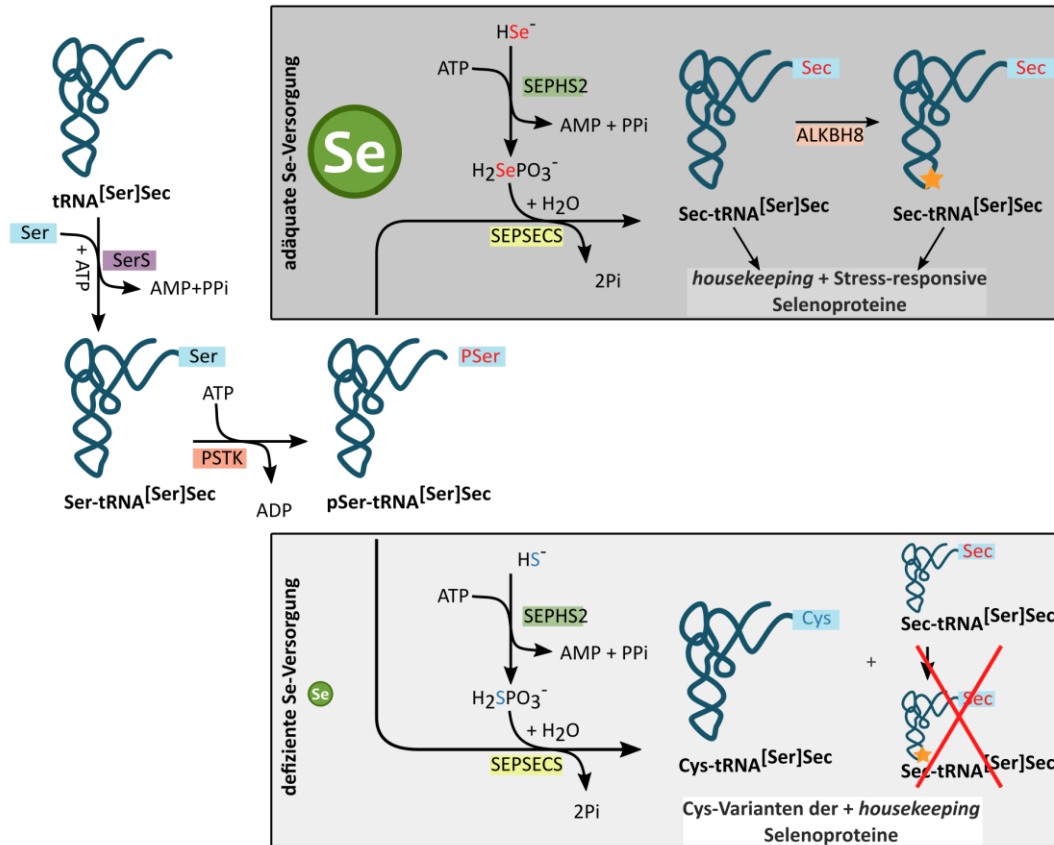 tRNA[Ser]Sec
Ser
+ ATP
SerS
AMP+PPi
Ser
Ser-tRNA[Ser]Sec
ATP
PSTK
ADP
PSer
pSer-tRNA[Ser]Sec
adäquate Se-Versorgung
Se
HSe-
ATP
SEPHS2
AMP + PPi
H2SePO3-
+ H2O
SEPSECS
2Pi
Sec
Sec-tRNA[Ser]Sec
ALKBH8
Sec
Sec-tRNA[Ser]Sec
housekeeping + Stress-responsive
Selenoproteine
defiziente Se-Versorgung
Se
HS-
ATP
SEPHS2
AMP + PPi
H2SPO3-
+ H2O
SEPSECS
2Pi
Cys
Cys-tRNA[Ser]Sec
+
Sec
Sec-tRNA[Ser]Sec
Sec
Sec-tRNA[Ser]Sec
Cys-Varianten der + housekeeping
Selenoproteine